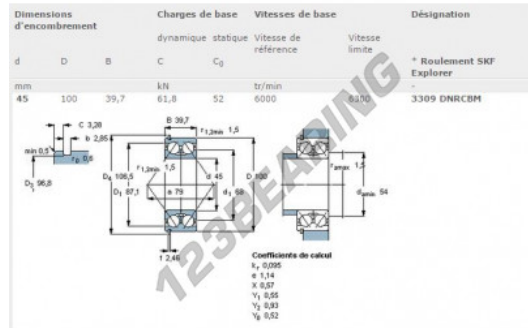 Dimensions d'encombrement Charges de base Vitesses de base Désignation
dynamique statique Vitesse de référence Vitesse limite
d D B C C0 * Roulement SKF Explorer
mm kN tr/min -
45 100 39,7 61,8 52 6000 6300 3309 DNRCBM
C 3,28
b 2,85
min 0,5
r0 0,6
D3 96,8
B 39,7
r1,2min 1,5
r1,2min 1,5
D4 106,5
D1 87,1
d 45
a 79
d1 68
D 100
f 2,46
ramax 1,5
damin 54
Coefficients de calcul
kr 0,095
e 1,14
X 0,57
Y1 0,55
Y2 0,93
Y0 0,52
123BEARING